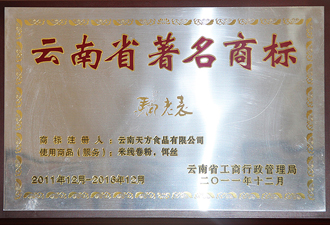 云南省著名商标
商标注册人：云南天方食品有限公司
使用商品（服务）：米线卷粉、饵丝
2011年12月-2016年12月
云南省工商行政管理局
二〇一一年十二月